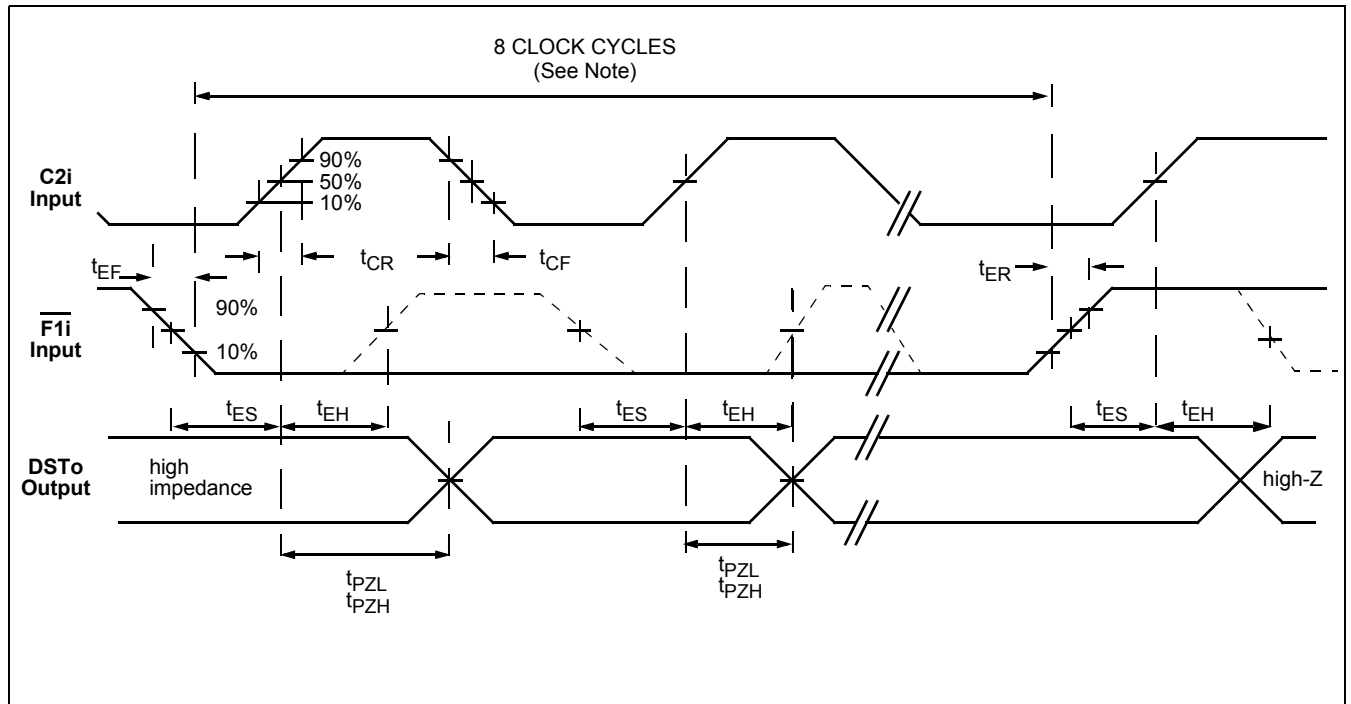 8 CLOCK CYCLES
(See Note)
C2i
Input
90%
50%
10%
tEF
tCR
tCF
tER
F1i
Input
90%
10%
tES
tEH
tES
tEH
tES
tEH
DSTo
Output
high
impedance
high-Z
tPZL
tPZH
tPZL
tPZH